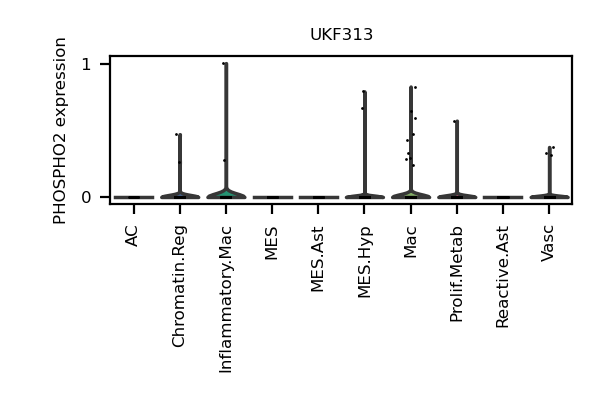 UKF313
PHOSPHO2 expression
1
0
AC
Chromatin.Reg
Inflammatory.Mac
MES
MES.Ast
MES.Hyp
Mac
Prolif.Metab
Reactive.Ast
Vasc